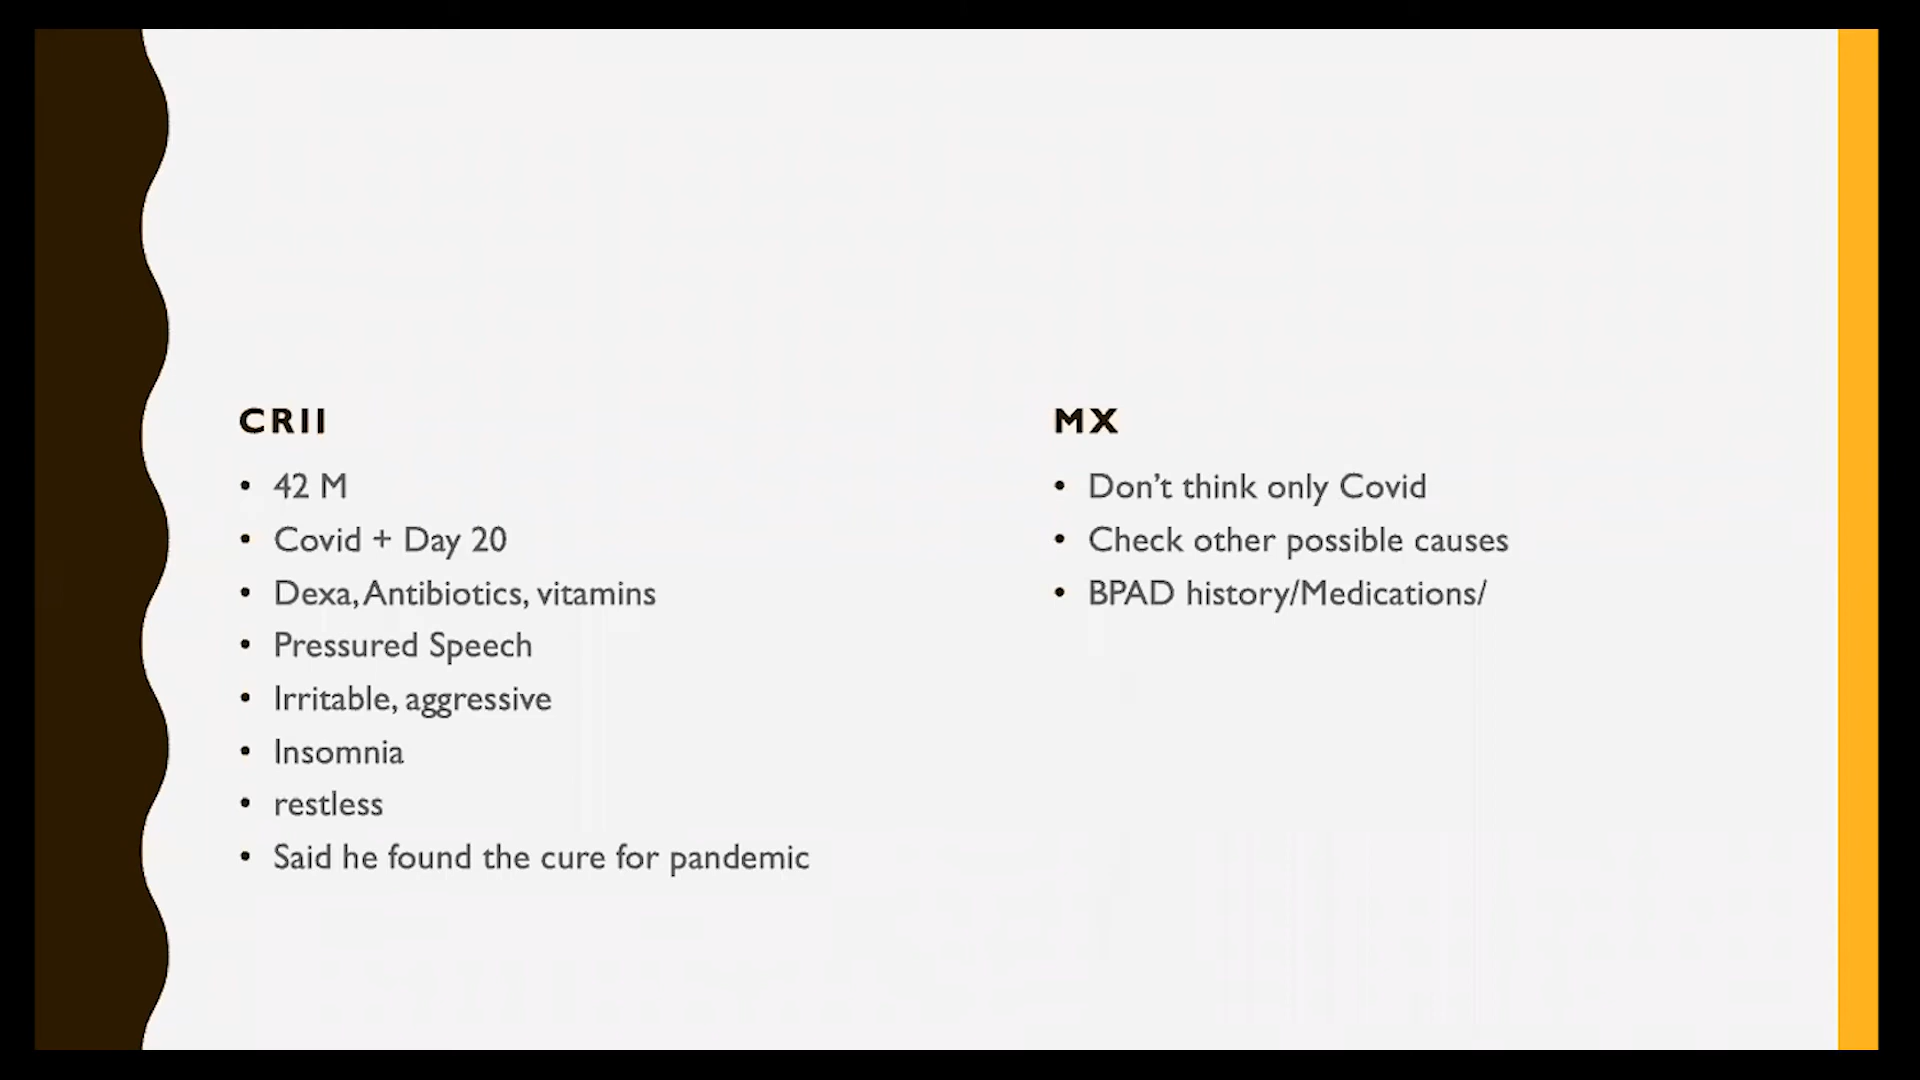 CRII
• 42 M
• Covid + Day 20
• Dexa, Antibiotics, vitamins
• Pressured Speech
• Irritable, aggressive
• Insomnia
• restless
• Said he found the cure for pandemic
MX
• Don't think only Covid
• Check other possible causes
• BPAD history/Medications/